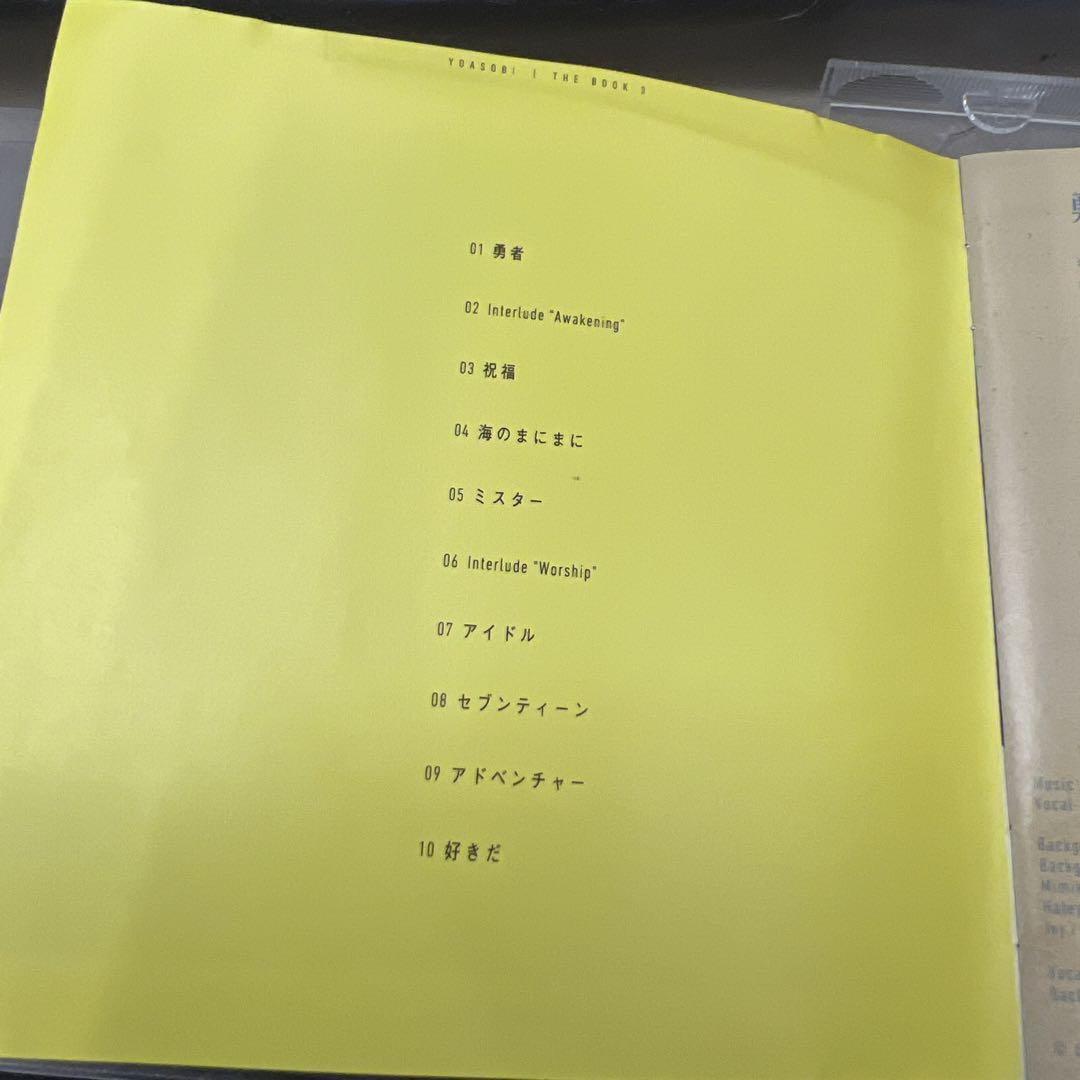 YOASOBI | THE BOOK 3
01 勇者
02 Interlude "Awakening"
03 祝福
04 海のまにまに
05 ミスター
06 Interlude "Worship"
07 アイドル
08 セブンティーン
09 アドベンチャー
10 好きだ
Music
Vocal